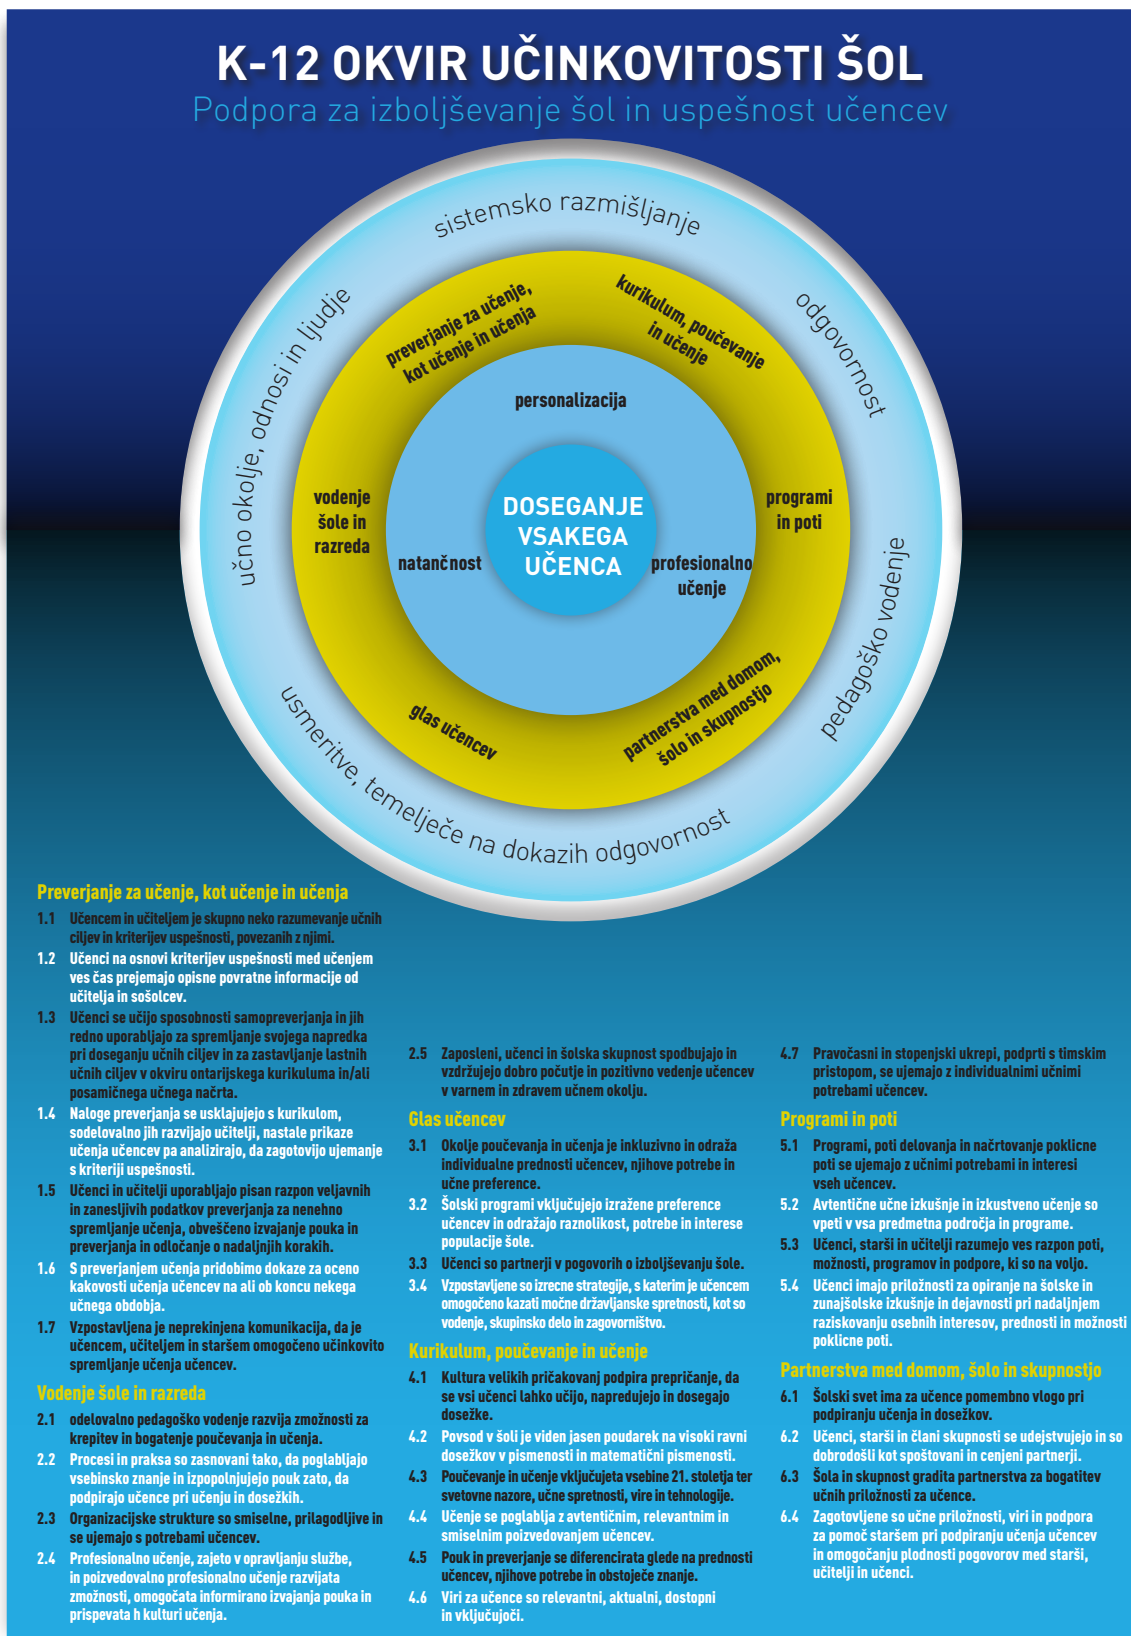 K-12 OKVIR UČINKOVITOSTI ŠOL
Podpora za izboljševanje šol in uspešnost učencev
sistemsko razmišljanje
učno okolje, odnosi in ljudje
odgovornost
pedagoško vodenje
usmeritve, temelječe na dokazih odgovornost
preverjanje za učenje,
kot učenje in učenja
kurikulum, poučevanje
in učenje
vodenje
šole in
razreda
programi
in poti
glas učencev
partnerstva med domom,
šolo in skupnostjo
personalizacija
natančnost
profesionalno
učenje
DOSEGANJE
VSAKEGA
UČENCA
Preverjanje za učenje, kot učenje in učenja
1.1 Učencem in učiteljem je skupno neko razumevanje učnih
ciljev in kriterijev uspešnosti, povezanih z njimi.
1.2 Učenci na osnovi kriterijev uspešnosti med učenjem
ves čas prejemajo opisne povratne informacije od
učitelja in sošolcev.
1.3 Učenci se učijo sposobnosti samopreverjanja in jih
redno uporabljajo za spremljanje svojega napredka
pri doseganju učnih ciljev in za zastavljanje lastnih
učnih ciljev v okviru ontarijskega kurikuluma in/ali
posamičnega učnega načrta.
1.4 Naloge preverjanja se usklajujejo s kurikulom,
sodelovalno jih razvijajo učitelji, nastale prikaze
učenja učencev pa analizirajo, da zagotovijo ujemanje
s kriteriji uspešnosti.
1.5 Učenci in učitelji uporabljajo pisan razpon veljavnih
in zanesljivih podatkov preverjanja za nenehno
spremljanje učenja, obveščeno izvajanje pouka in
preverjanja in odločanje o nadaljnjih korakih.
1.6 S preverjanjem učenja pridobimo dokaze za oceno
kakovosti učenja učencev na ali ob koncu nekega
učnega obdobja.
1.7 Vzpostavljena je neprekinjena komunikacija, da je
učencem, učiteljem in staršem omogočeno učinkovito
spremljanje učenja učencev.
Vodenje šole in razreda
2.1 odelovalno pedagoško vodenje razvija zmožnosti za
krepitev in bogatenje poučevanja in učenja.
2.2 Procesi in praksa so zasnovani tako, da poglabljajo
vsebinsko znanje in izpopolnjujejo pouk zato, da
podpirajo učence pri učenju in dosežkih.
2.3 Organizacijske strukture so smiselne, prilagodljive in
se ujemajo s potrebami učencev.
2.4 Profesionalno učenje, zajeto v opravljanju službe,
in poizvedovalno profesionalno učenje razvijata
zmožnosti, omogočata informirano izvajanja pouka in
prispevata h kulturi učenja.
2.5 Zaposleni, učenci in šolska skupnost spodbujajo in
vzdržujejo dobro počutje in pozitivno vedenje učencev
v varnem in zdravem učnem okolju.
Glas učencev
3.1 Okolje poučevanja in učenja je inkluzivno in odraža
individualne prednosti učencev, njihove potrebe in
učne preference.
3.2 Šolski programi vključujejo izražene preference
učencev in odražajo raznolikost, potrebe in interese
populacije šole.
3.3 Učenci so partnerji v pogovorih o izboljševanju šole.
3.4 Vzpostavljene so izrecne strategije, s katerim je učencem
omogočeno kazati močne državljanske spretnosti, kot so
vodenje, skupinsko delo in zagovorništvo.
Kurikulum, poučevanje in učenje
4.1 Kultura velikih pričakovanj podpira prepričanje, da
se vsi učenci lahko učijo, napredujejo in dosegajo
dosežke.
4.2 Povsod v šoli je viden jasen poudarek na visoki ravni
dosežkov v pismenosti in matematični pismenosti.
4.3 Poučevanje in učenje vključujeta vsebine 21. stoletja ter
svetovne nazore, učne spretnosti, vire in tehnologije.
4.4 Učenje se poglablja z avtentičnim, relevantnim in
smiselnim poizvedovanjem učencev.
4.5 Pouk in preverjanje se diferencirata glede na prednosti
učencev, njihove potrebe in obstoječe znanje.
4.6 Viri za učence so relevantni, aktualni, dostopni
in vključujoči.
4.7 Pravočasni in stopenjski ukrepi, podprti s timskim
pristopom, se ujemajo z individualnimi učnimi
potrebami učencev.
Programi in poti
5.1 Programi, poti delovanja in načrtovanje poklicne
poti se ujemajo z učnimi potrebami in interesi
vseh učencev.
5.2 Avtentične učne izkušnje in izkustveno učenje so
vpeti v vsa predmetna področja in programe.
5.3 Učenci, starši in učitelji razumejo ves razpon poti,
možnosti, programov in podpore, ki so na voljo.
5.4 Učenci imajo priložnosti za opiranje na šolske in
zunajšolske izkušnje in dejavnosti pri nadaljnjem
raziskovanju osebnih interesov, prednosti in možnosti
poklicne poti.
Partnerstva med domom, šolo in skupnostjo
6.1 Šolski svet ima za učence pomembno vlogo pri
podpiranju učenja in dosežkov.
6.2 Učenci, starši in člani skupnosti se udejstvujejo in so
dobrodošli kot spoštovani in cenjeni partnerji.
6.3 Šola in skupnost gradita partnerstva za bogatitev
učnih priložnosti za učence.
6.4 Zagotovljene so učne priložnosti, viri in podpora
za pomoč staršem pri podpiranju učenja učencev
in omogočanju plodnosti pogovorov med starši,
učitelji in učenci.